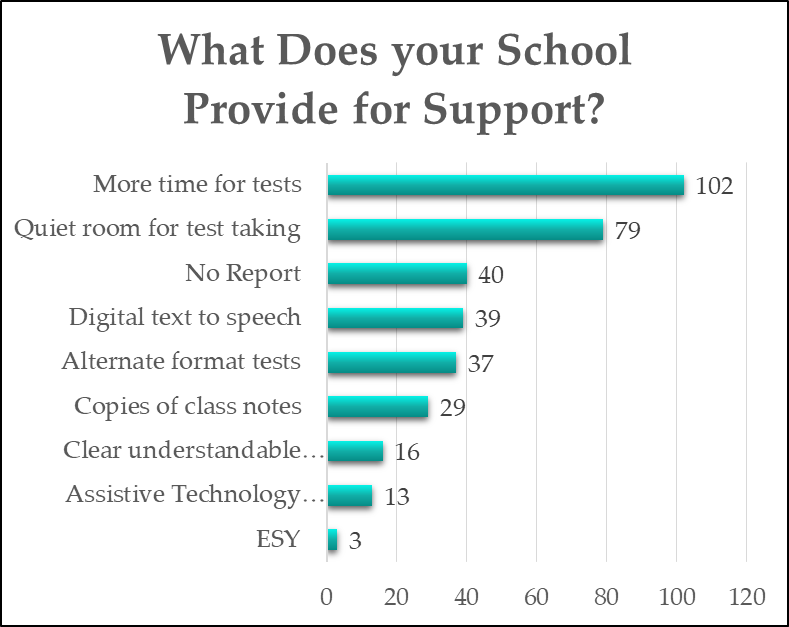 What Does your School
Provide for Support?
More time for tests 102
Quiet room for test taking 79
No Report 40
Digital text to speech 39
Alternate format tests 37
Copies of class notes 29
Clear understandable… 16
Assistive Technology… 13
ESY 3
0 20 40 60 80 100 120